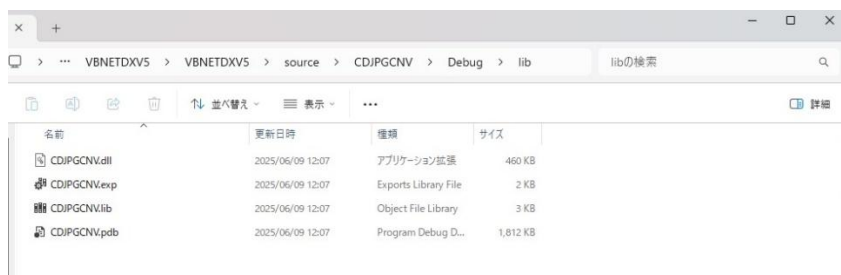 … VBNETDXV5 > VBNETDXV5 > source > CDJPGCNV > Debug > lib libの検索
並べ替え 表示 … 詳細
名前 更新日時 種類 サイズ
CDJPGCNV.dll 2025/06/09 12:07 アプリケーション拡張 460 KB
CDJPGCNV.exp 2025/06/09 12:07 Exports Library File 2 KB
CDJPGCNV.lib 2025/06/09 12:07 Object File Library 3 KB
CDJPGCNV.pdb 2025/06/09 12:07 Program Debug D... 1,812 KB